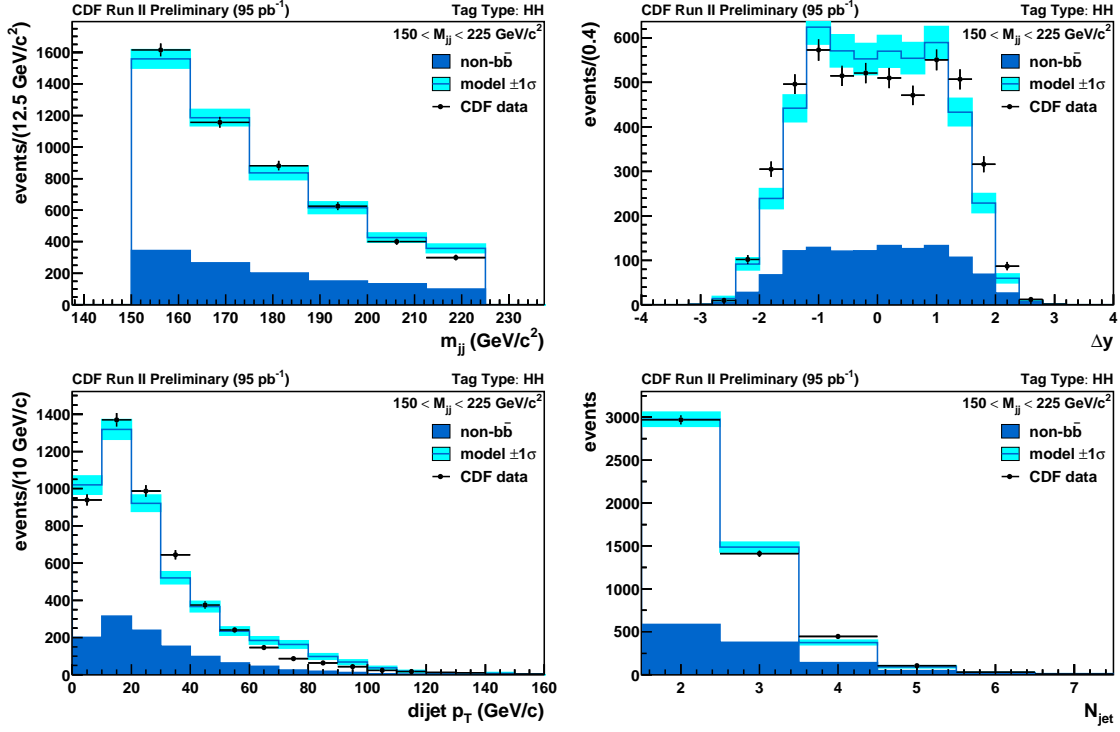 CDF Run II Preliminary (95 pb⁻¹) Tag Type: HH
150 < M_jj < 225 GeV/c²
non-bb̄
model ±1σ
CDF data
events/(12.5 GeV/c²)
1600
1400
1200
1000
800
600
400
200
0
140 150 160 170 180 190 200 210 220 230
m_jj (GeV/c²)
CDF Run II Preliminary (95 pb⁻¹) Tag Type: HH
150 < M_jj < 225 GeV/c²
non-bb̄
model ±1σ
CDF data
events/(0.4)
600
500
400
300
200
100
0
-4 -3 -2 -1 0 1 2 3 4
Δy
CDF Run II Preliminary (95 pb⁻¹) Tag Type: HH
150 < M_jj < 225 GeV/c²
non-bb̄
model ±1σ
CDF data
events/(10 GeV/c)
1400
1200
1000
800
600
400
200
0
0 20 40 60 80 100 120 140 160
dijet p_T (GeV/c)
CDF Run II Preliminary (95 pb⁻¹) Tag Type: HH
150 < M_jj < 225 GeV/c²
non-bb̄
model ±1σ
CDF data
events
3000
2500
2000
1500
1000
500
0
2 3 4 5 6 7
N_jet